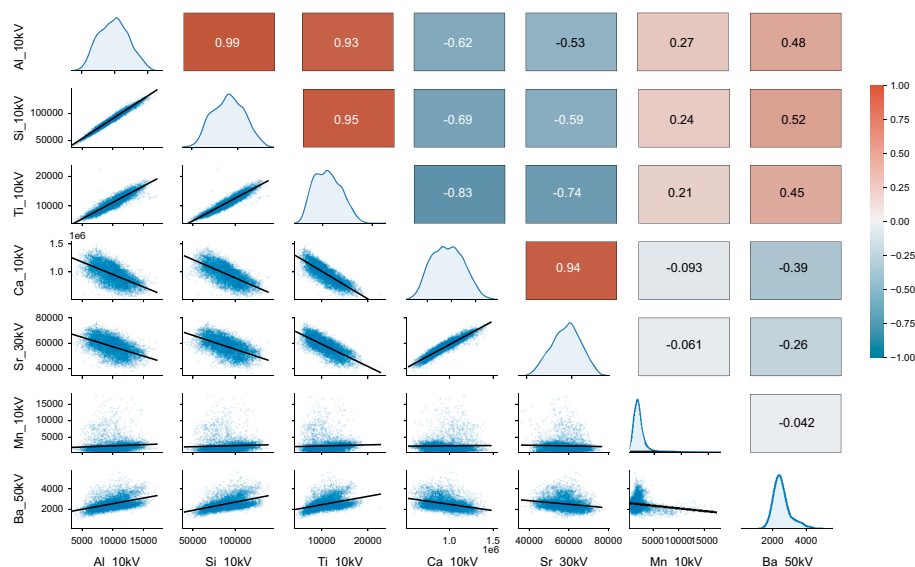 Al_10kV
0.99
0.93
-0.62
-0.53
0.27
0.48
1.00
Si_10kV
100000
50000
0.95
-0.69
-0.59
0.24
0.52
0.75
0.50
Ti_10kV
20000
10000
-0.83
-0.74
0.21
0.45
0.25
0.00
1e6
Ca_10kV
1.5
1.0
0.94
-0.093
-0.39
-0.25
-0.50
Sr_30kV
80000
60000
40000
-0.061
-0.26
-0.75
-1.00
Mn_10kV
15000
10000
5000
-0.042
Ba_50kV
4000
2000
5000 10000 15000
50000 100000
10000 20000
1.0 1.5
1e6
40000 60000 80000
5000 10000 15000
2000 4000
Al 10kV
Si 10kV
Ti 10kV
Ca 10kV
Sr 30kV
Mn 10kV
Ba 50kV